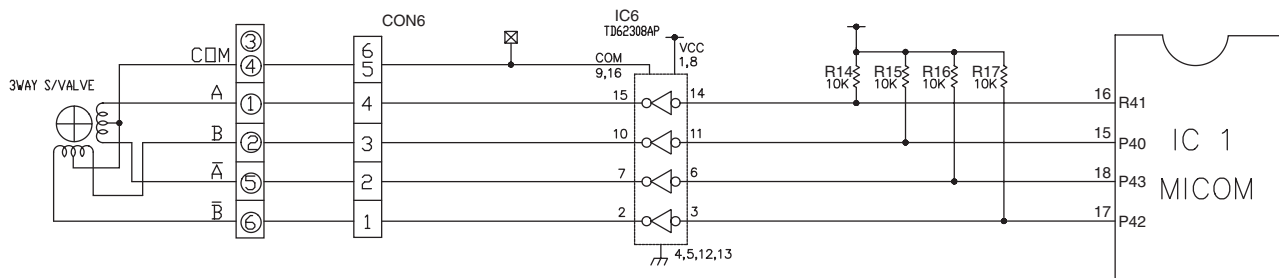 CON6
IC6
TD62308AP
COM
③
④
6
5
COM
9,16
VCC
1,8
R14
10K
R15
10K
R16
10K
R17
10K
3WAY S/VALVE
A
①
4
15
14
16
R41
B
②
3
10
11
15
P40
IC 1
A̅
⑤
2
7
6
18
P43
MICOM
B̅
⑥
1
2
3
17
P42
4,5,12,13